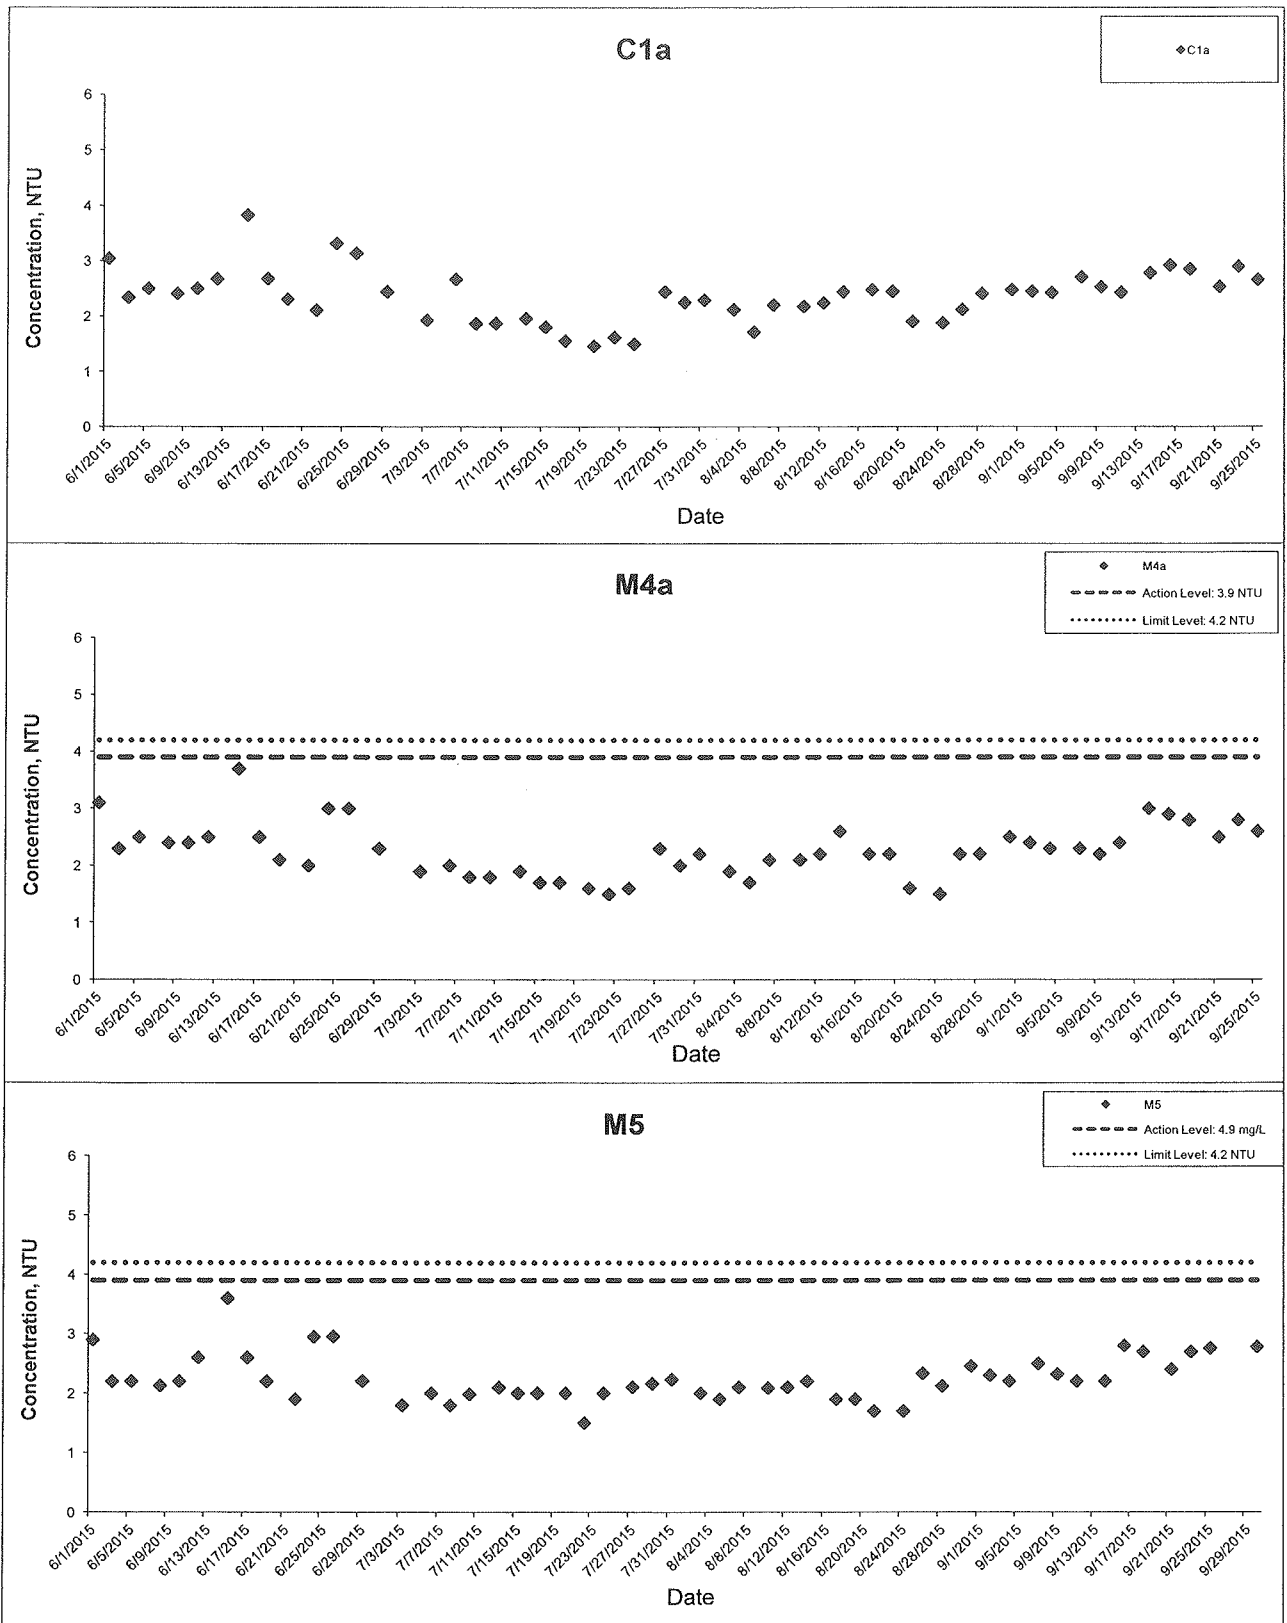 C1a
C1a
Concentration, NTU
6
5
4
3
2
1
0
6/1/2015 6/5/2015 6/9/2015 6/13/2015 6/17/2015 6/21/2015 6/25/2015 6/29/2015 7/3/2015 7/7/2015 7/11/2015 7/15/2015 7/19/2015 7/23/2015 7/27/2015 7/31/2015 8/4/2015 8/8/2015 8/12/2015 8/16/2015 8/20/2015 8/24/2015 8/28/2015 9/1/2015 9/5/2015 9/9/2015 9/13/2015 9/17/2015 9/21/2015 9/25/2015
Date
M4a
M4a
Action Level: 3.9 NTU
Limit Level: 4.2 NTU
Concentration, NTU
6
5
4
3
2
1
0
6/1/2015 6/5/2015 6/9/2015 6/13/2015 6/17/2015 6/21/2015 6/25/2015 6/29/2015 7/3/2015 7/7/2015 7/11/2015 7/15/2015 7/19/2015 7/23/2015 7/27/2015 7/31/2015 8/4/2015 8/8/2015 8/12/2015 8/16/2015 8/20/2015 8/24/2015 8/28/2015 9/1/2015 9/5/2015 9/9/2015 9/13/2015 9/17/2015 9/21/2015 9/25/2015
Date
M5
M5
Action Level: 4.9 mg/L
Limit Level: 4.2 NTU
Concentration, NTU
6
5
4
3
2
1
0
6/1/2015 6/5/2015 6/9/2015 6/13/2015 6/17/2015 6/21/2015 6/25/2015 6/29/2015 7/3/2015 7/7/2015 7/11/2015 7/15/2015 7/19/2015 7/23/2015 7/27/2015 7/31/2015 8/4/2015 8/8/2015 8/12/2015 8/16/2015 8/20/2015 8/24/2015 8/28/2015 9/1/2015 9/5/2015 9/9/2015 9/13/2015 9/17/2015 9/21/2015 9/25/2015 9/29/2015
Date